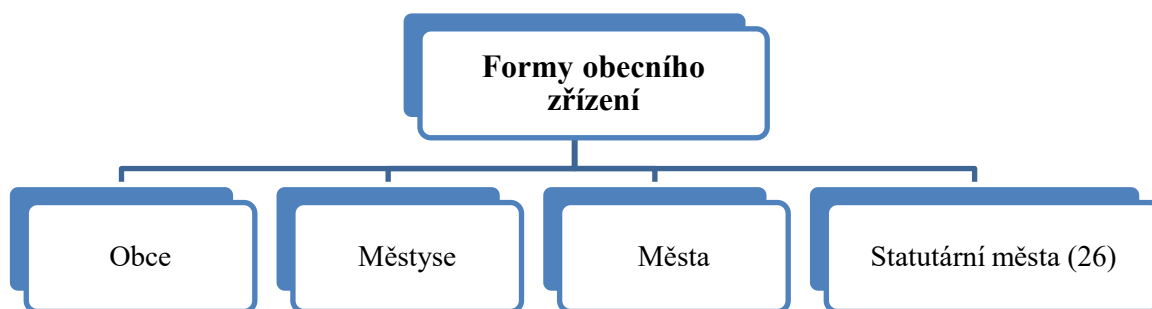 Formy obecního
zřízení
Obce
Městyse
Města
Statutární města (26)